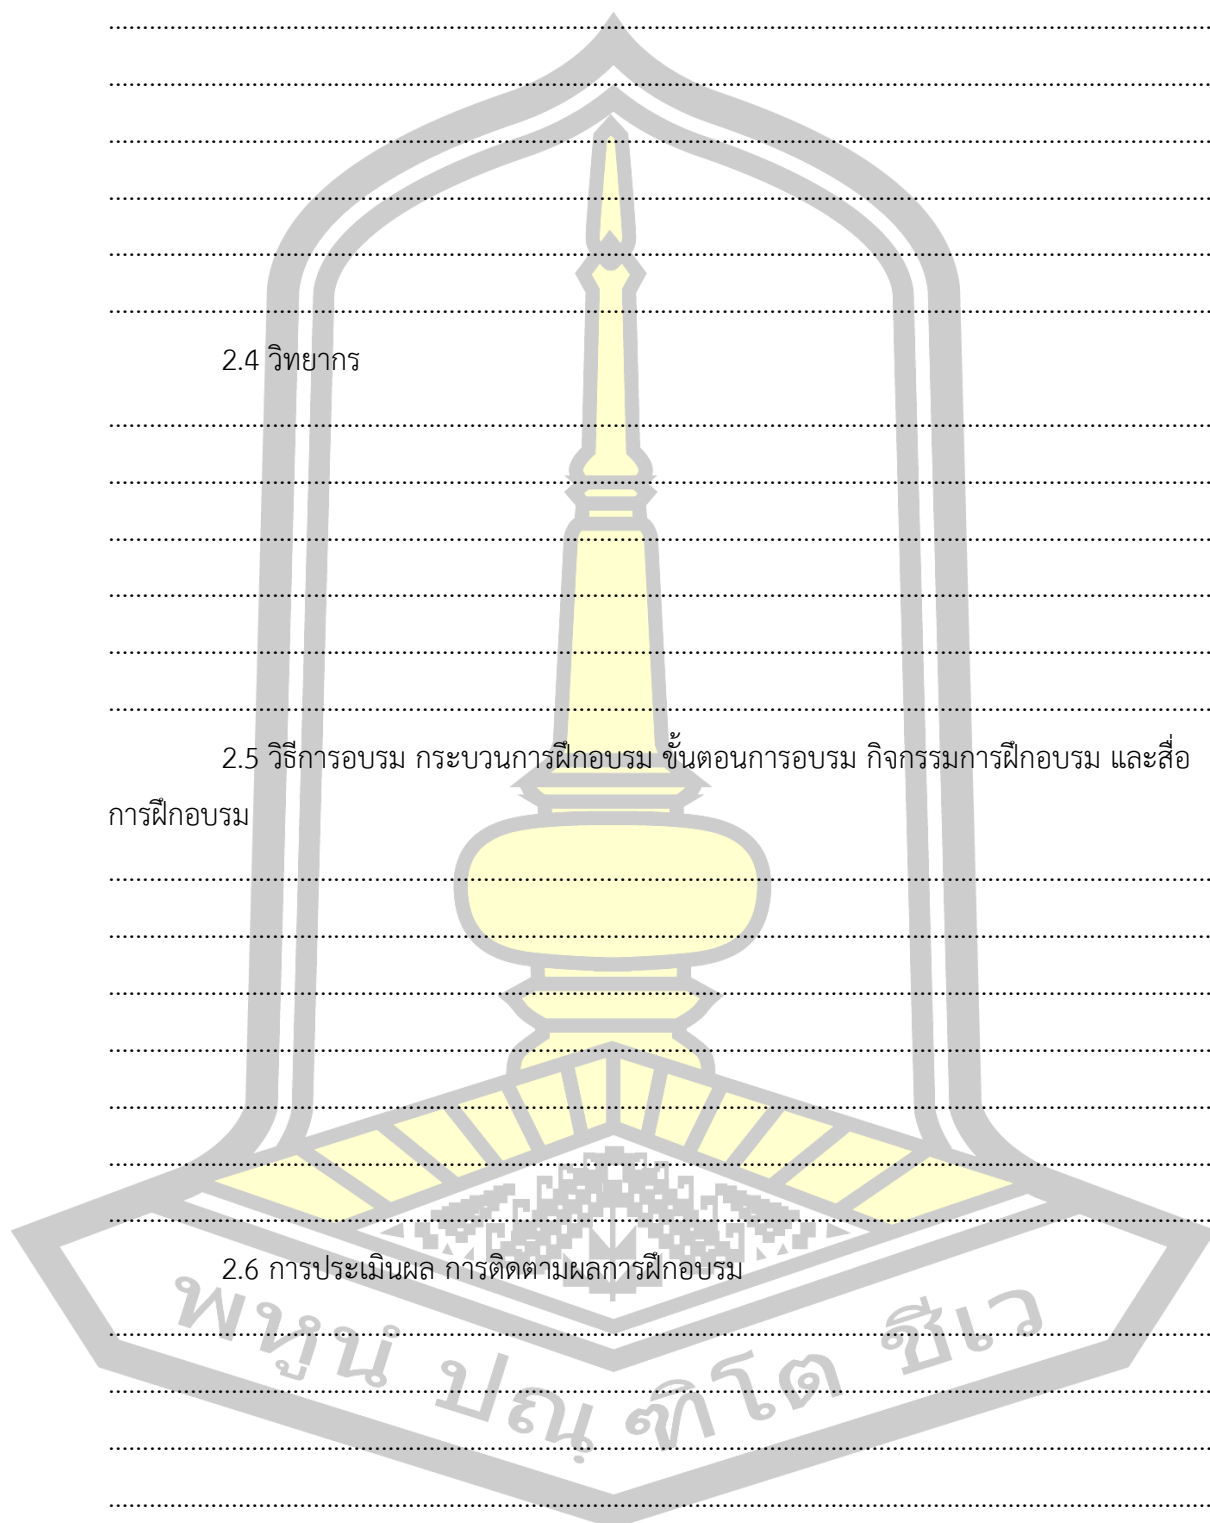 2.4 วิทยากร
2.5 วิธีการอบรม กระบวนการฝึกอบรม ขั้นตอนการอบรม กิจกรรมการฝึกอบรม และสื่อ
การฝึกอบรม
2.6 การประเมินผล การติดตามผลการฝึกอบรม
พหูนํ ปณฺฑิโต ชีเว